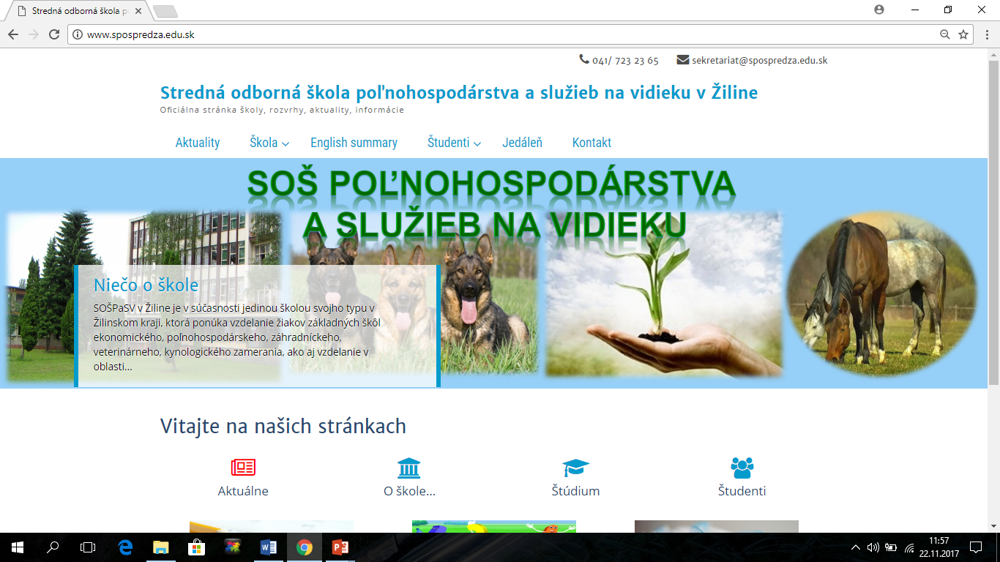 Stredná odborná škola p
www.spospredza.edu.sk
041/ 723 23 65 sekretariat@spospredza.edu.sk
Stredná odborná škola poľnohospodárstva a služieb na vidieku v Žiline
Oficiálna stránka školy, rozvrhy, aktuality, informácie
Aktuality Škola English summary Študenti Jedáleň Kontakt
SOŠ POĽNOHOSPODÁRSTVA
A SLUŽIEB NA VIDIEKU
Niečo o škole
SOŠPaSV v Žiline je v súčasnosti jedinou školou svojho typu v
Žilinskom kraji, ktorá ponúka vzdelanie žiakov základných škôl
ekonomického, poľnohospodárskeho, záhradníckeho,
veterinárneho, kynologického zamerania, ako aj vzdelanie v
oblasti...
Vitajte na našich stránkach
Aktuálne O škole... Štúdium Študenti
11:57
22.11.2017